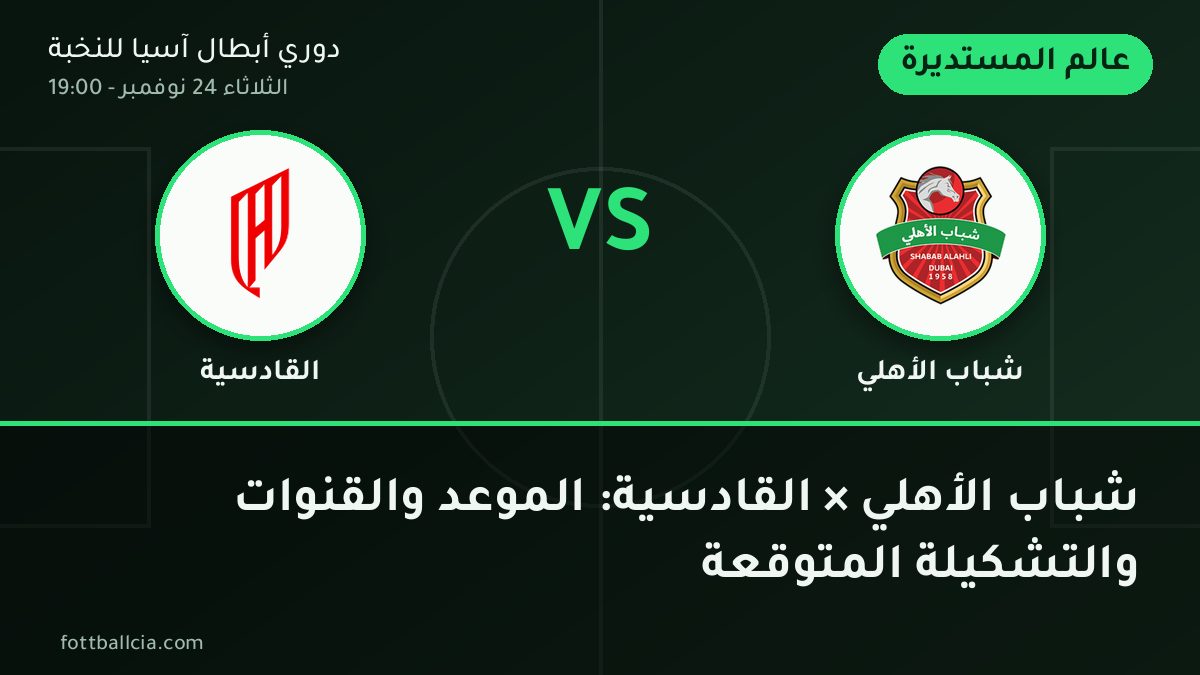 عالم المستديرة
دوري أبطال آسيا للنخبة
الثلاثاء 24 نوفمبر - 19:00
VS
شباب الأهلي
SHABAB ALAHLI
DUBAI
1958
شباب الأهلي
القادسية
شباب الأهلي × القادسية: الموعد والقنوات
والتشكيلة المتوقعة
fottballcia.com